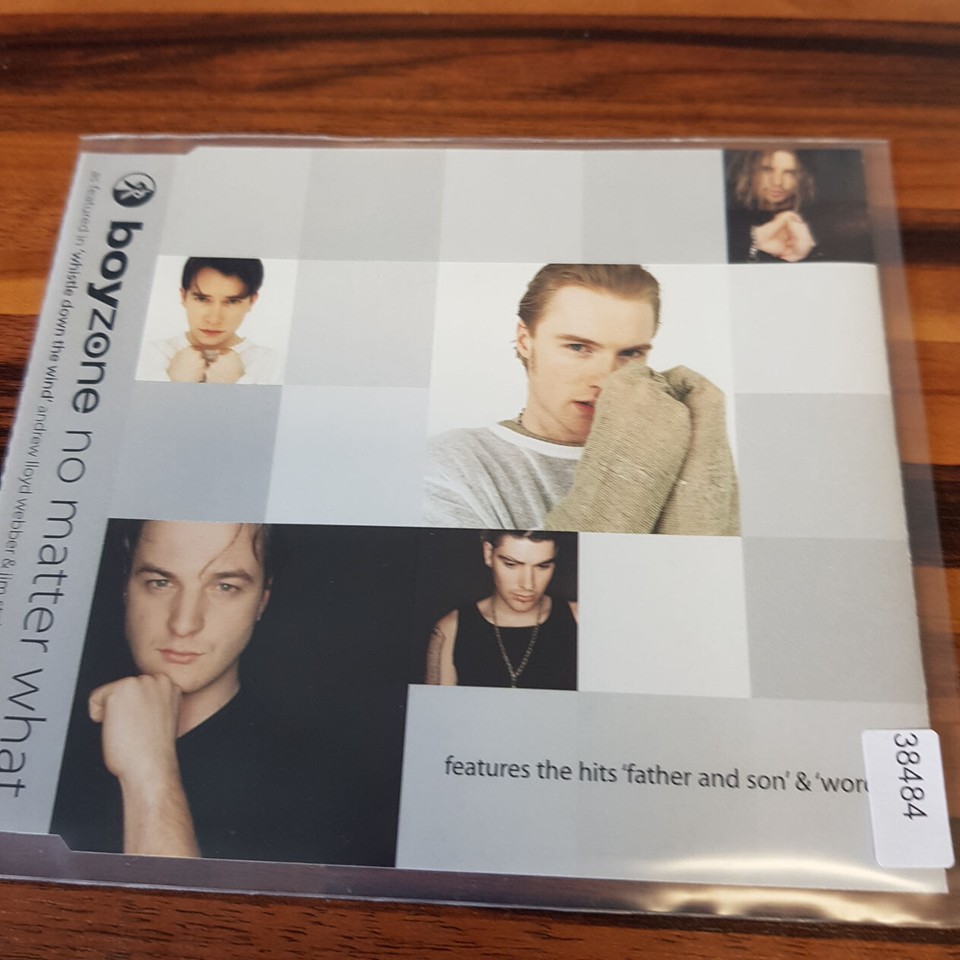 boyzone no matter what
as featured in 'whistle down the wind' andrew lloyd webber & jim
features the hits 'father and son' & 'wor
38484